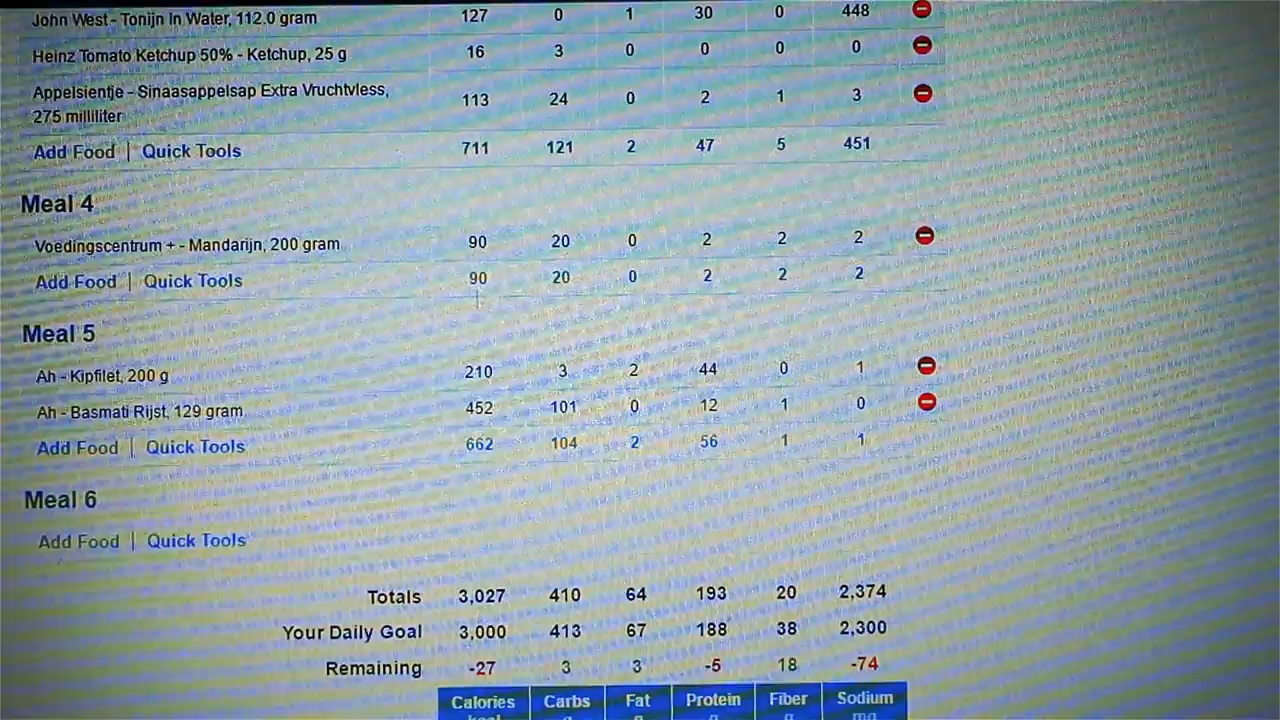 John West - Tonijn In Water, 112.0 gram 127 0 1 30 0 448
Heinz Tomato Ketchup 50% - Ketchup, 25 g 16 3 0 0 0 0
Appelsientje - Sinaasappelsap Extra Vruchtvless, 113 24 0 2 1 3
275 milliliter
Add Food | Quick Tools 711 121 2 47 5 451
Meal 4
Voedingscentrum + - Mandarijn, 200 gram 90 20 0 2 2 2
Add Food | Quick Tools 90 20 0 2 2 2
Meal 5
Ah - Kipfilet, 200 g 210 3 2 44 0 1
Ah - Basmati Rijst, 129 gram 452 101 0 12 1 0
Add Food | Quick Tools 662 104 2 56 1 1
Meal 6
Add Food | Quick Tools
Totals 3,027 410 64 193 20 2,374
Your Daily Goal 3,000 413 67 188 38 2,300
Remaining -27 3 3 -5 18 -74
Calories Carbs Fat Protein Fiber Sodium